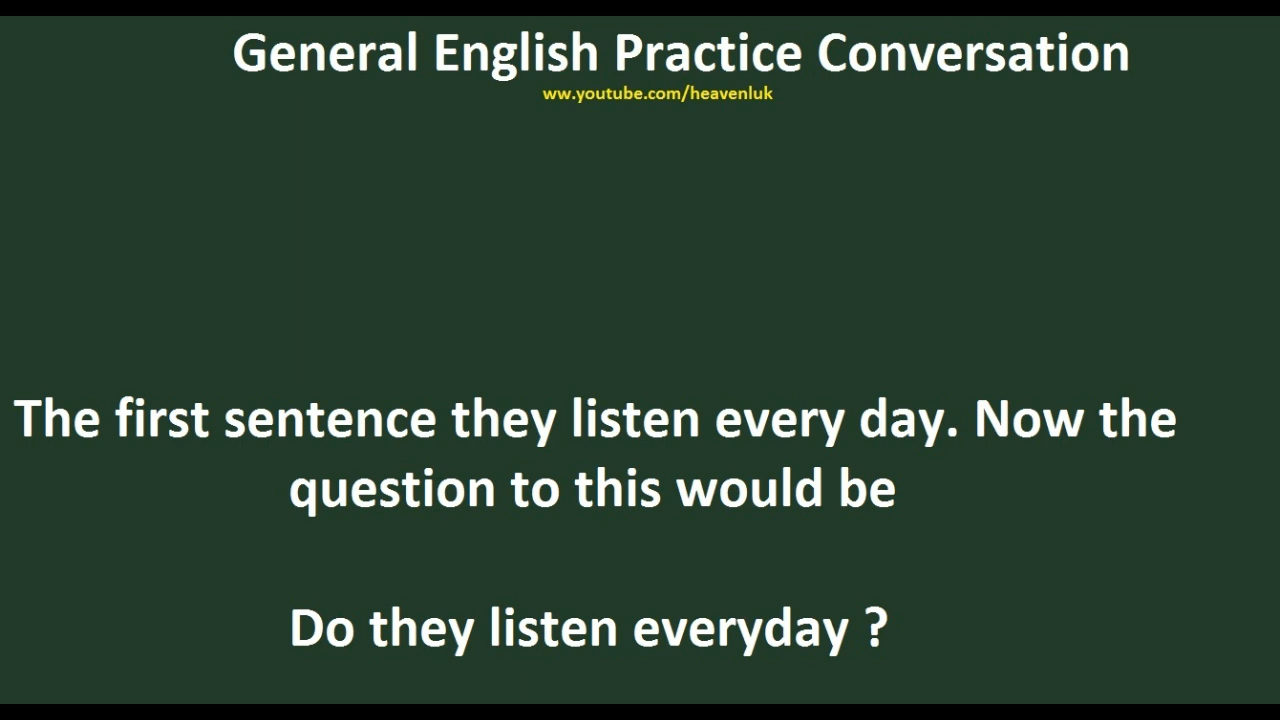 General English Practice Conversation
ww.youtube.com/heavenluk
The first sentence they listen every day. Now the
question to this would be
Do they listen everyday ?